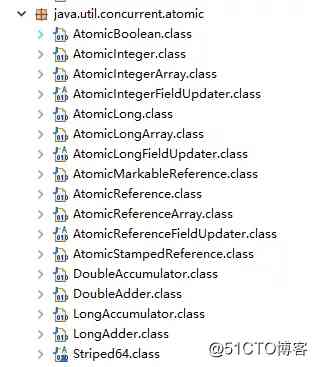 java.util.concurrent.atomic
AtomicBoolean.class
AtomicInteger.class
AtomicIntegerArray.class
AtomicIntegerFieldUpdater.class
AtomicLong.class
AtomicLongArray.class
AtomicLongFieldUpdater.class
AtomicMarkableReference.class
AtomicReference.class
AtomicReferenceArray.class
AtomicReferenceFieldUpdater.class
AtomicStampedReference.class
DoubleAccumulator.class
DoubleAdder.class
LongAccumulator.class
LongAdder.class
Striped64.class
@51CTO博客